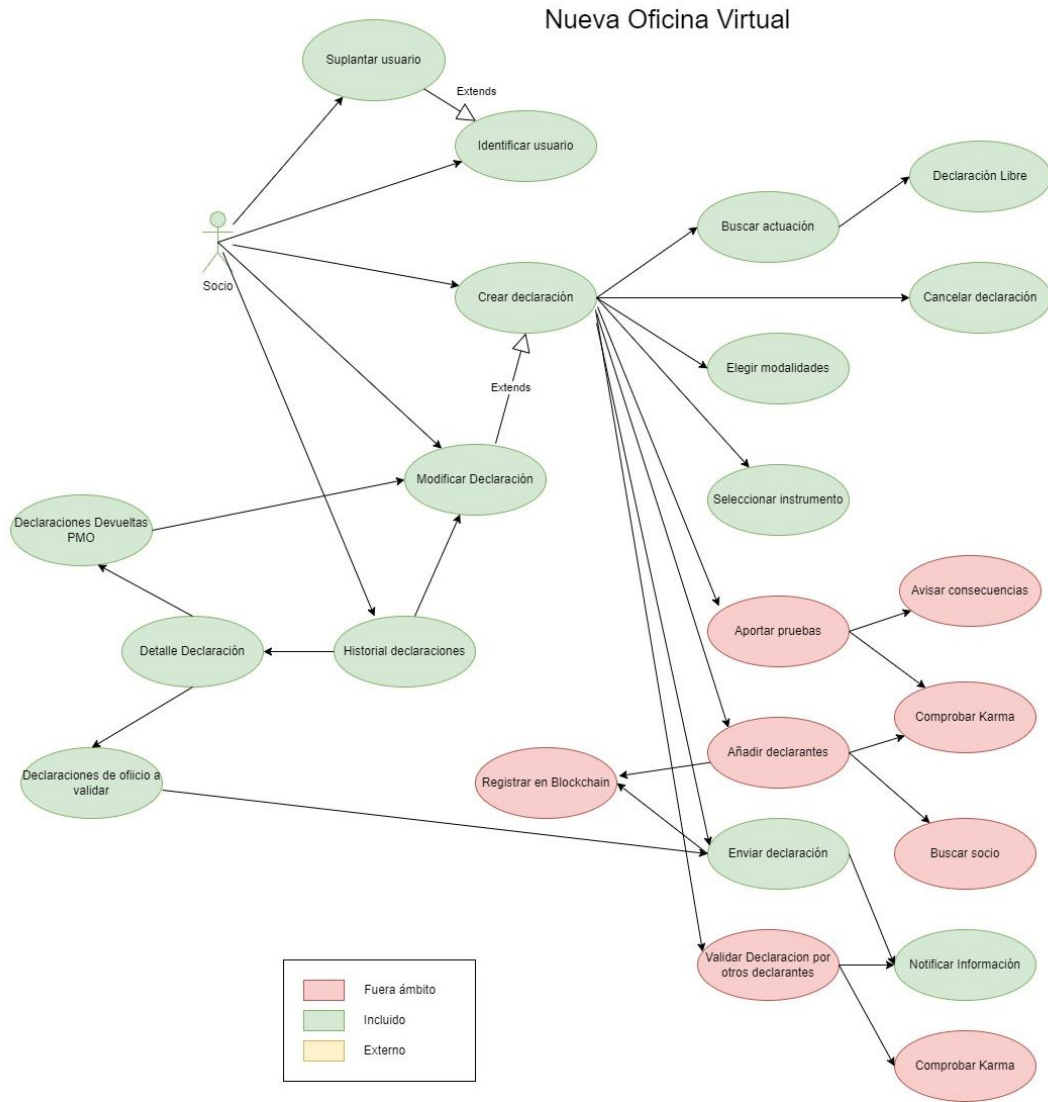 Nueva Oficina Virtual
Suplantar usuario
Extends
Identificar usuario
Declaración Libre
Buscar actuación
Socio
Crear declaración
Cancelar declaración
Elegir modalidades
Extends
Modificar Declaración
Seleccionar instrumento
Declaraciones Devueltas
PMO
Avisar consecuencias
Aportar pruebas
Detalle Declaración
Historial declaraciones
Comprobar Karma
Añadir declarantes
Registrar en Blockchain
Declaraciones de ofiicio a
validar
Enviar declaración
Buscar socio
Validar Declaracion por
otros declarantes
Notificar Información
Fuera ámbito
Incluido
Externo
Comprobar Karma